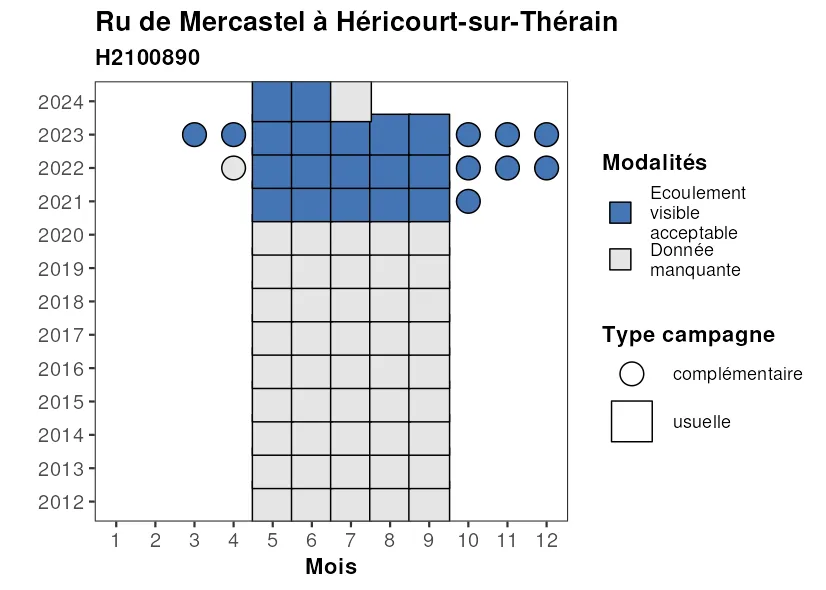 Ru de Mercastel à Héricourt-sur-Thérain
H2100890
2024
2023
2022
2021
2020
2019
2018
2017
2016
2015
2014
2013
2012
1 2 3 4 5 6 7 8 9 10 11 12
Mois
Modalités
Ecoulement
visible
acceptable
Donnée
manquante
Type campagne
complémentaire
usuelle